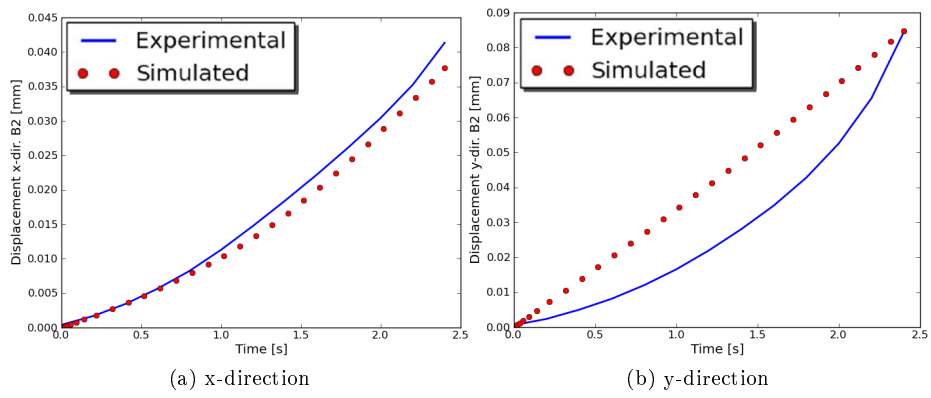 Experimental
Simulated
Displacement x-dir. B2 [mm]
0.045
0.040
0.035
0.030
0.025
0.020
0.015
0.010
0.005
0.000
0.0 0.5 1.0 1.5 2.0 2.5
Time [s]
(a) x-direction
Experimental
Simulated
Displacement y-dir. B2 [mm]
0.09
0.08
0.07
0.06
0.05
0.04
0.03
0.02
0.01
0.00
0.0 0.5 1.0 1.5 2.0 2.5
Time [s]
(b) y-direction